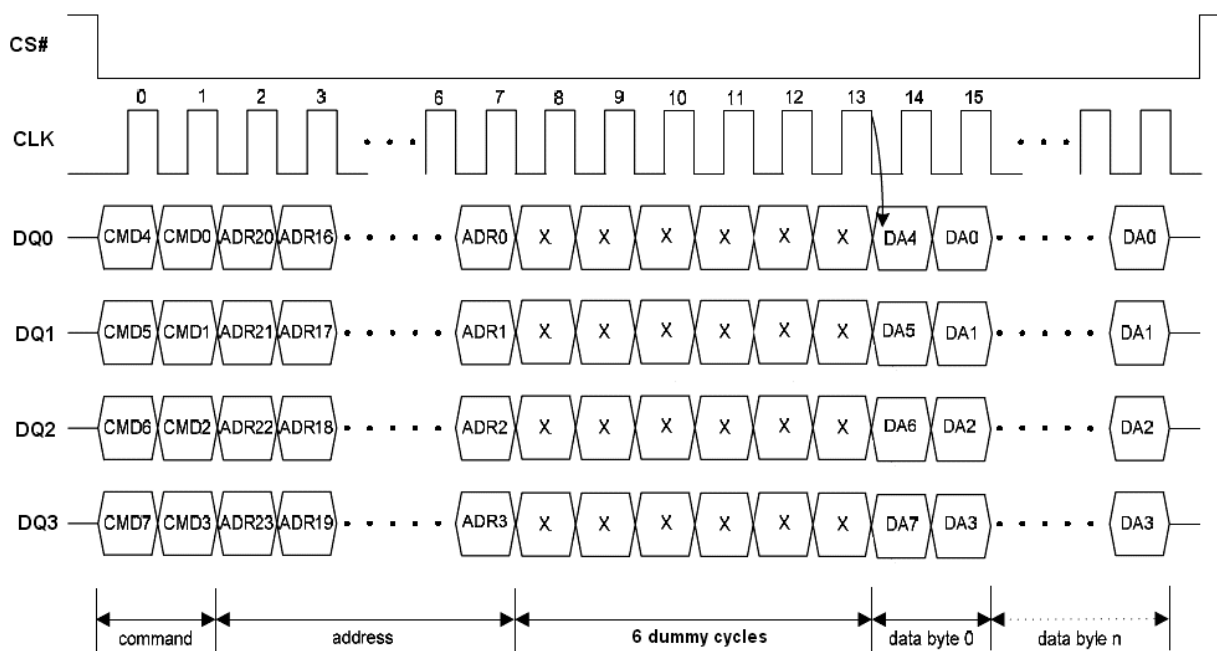 CS#
0 1 2 3 6 7 8 9 10 11 12 13 14 15
CLK
DQ0 CMD4 CMD0 ADR20 ADR16 ADR0 X X X X X X DA4 DA0 DA0
DQ1 CMD5 CMD1 ADR21 ADR17 ADR1 X X X X X X DA5 DA1 DA1
DQ2 CMD6 CMD2 ADR22 ADR18 ADR2 X X X X X X DA6 DA2 DA2
DQ3 CMD7 CMD3 ADR23 ADR19 ADR3 X X X X X X DA7 DA3 DA3
command address 6 dummy cycles data byte 0 data byte n